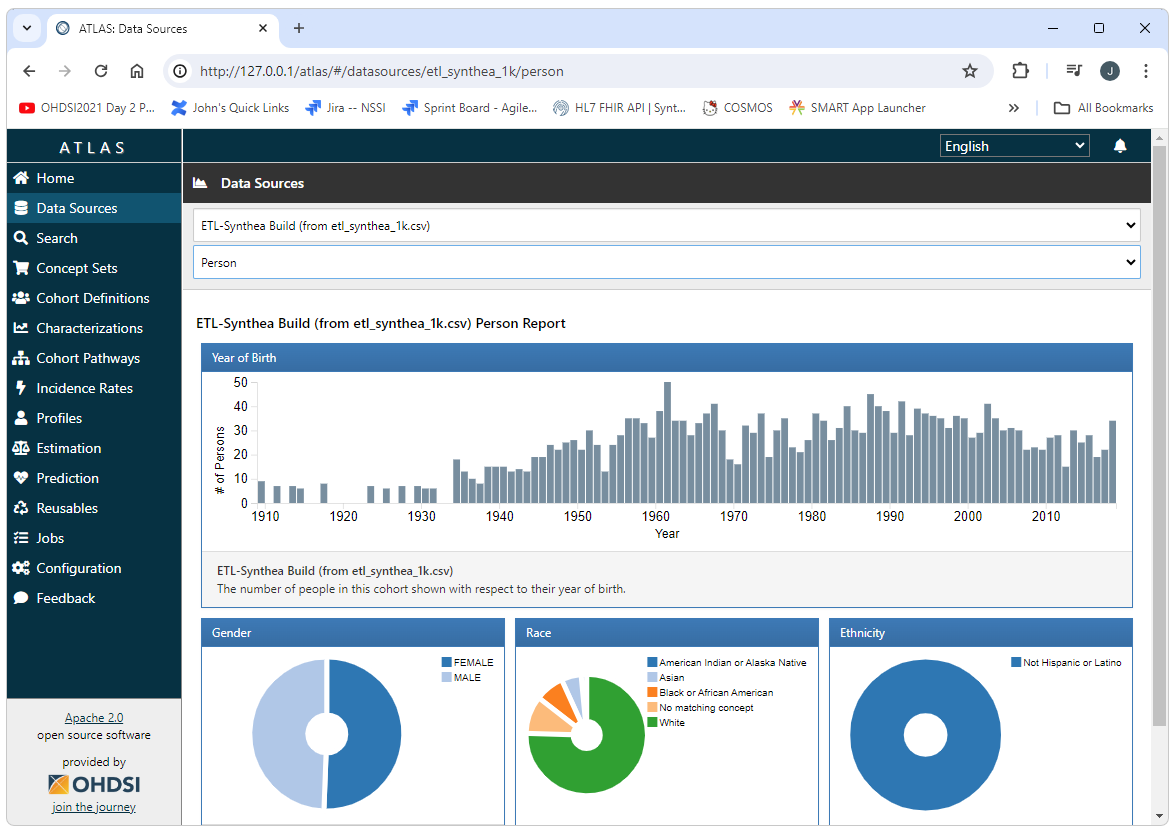 ATLAS: Data Sources
http://127.0.0.1/atlas/#/datasources/etl_synthea_1k/person
J
OHDSI2021 Day 2 P...
John's Quick Links
Jira -- NSSI
Sprint Board - Agile...
HL7 FHIR API | Synt...
COSMOS
SMART App Launcher
All Bookmarks
ATLAS
English
Home
Data Sources
Search
Concept Sets
Cohort Definitions
Characterizations
Cohort Pathways
Incidence Rates
Profiles
Estimation
Prediction
Reusables
Jobs
Configuration
Feedback
Apache 2.0
open source software
provided by
OHDSI
join the journey
Data Sources
ETL-Synthea Build (from etl_synthea_1k.csv)
Person
ETL-Synthea Build (from etl_synthea_1k.csv) Person Report
Year of Birth
# of Persons
50
40
30
20
10
0
1910 1920 1930 1940 1950 1960 1970 1980 1990 2000 2010
Year
ETL-Synthea Build (from etl_synthea_1k.csv)
The number of people in this cohort shown with respect to their year of birth.
Gender
FEMALE
MALE
Race
American Indian or Alaska Native
Asian
Black or African American
No matching concept
White
Ethnicity
Not Hispanic or Latino